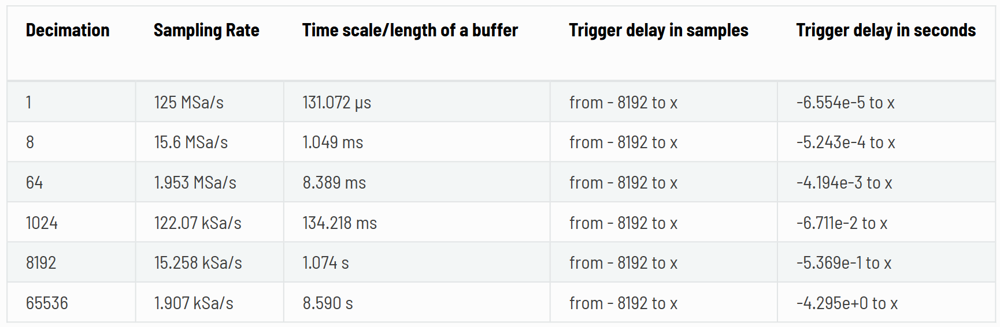 Decimation Sampling Rate Time scale/length of a buffer Trigger delay in samples Trigger delay in seconds
1 125 MSa/s 131.072 µs from - 8192 to x -6.554e-5 to x
8 15.6 MSa/s 1.049 ms from - 8192 to x -5.243e-4 to x
64 1.953 MSa/s 8.389 ms from - 8192 to x -4.194e-3 to x
1024 122.07 kSa/s 134.218 ms from - 8192 to x -6.711e-2 to x
8192 15.258 kSa/s 1.074 s from - 8192 to x -5.369e-1 to x
65536 1.907 kSa/s 8.590 s from - 8192 to x -4.295e+0 to x